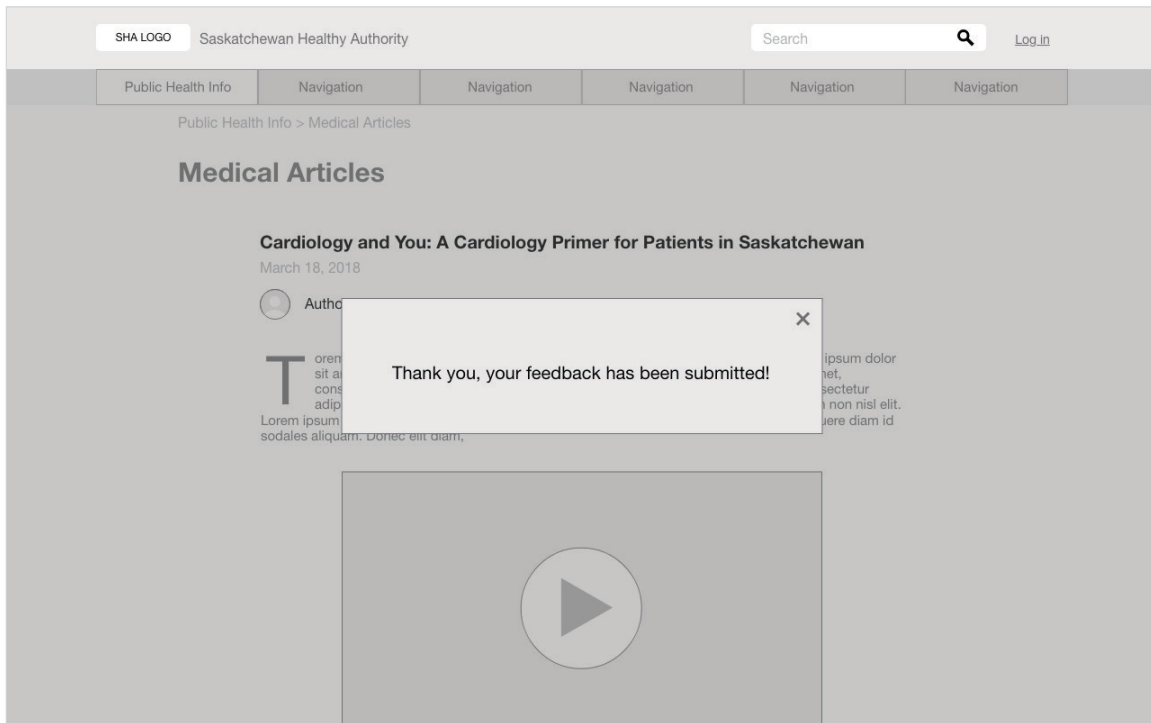 SHA LOGO
Saskatchewan Healthy Authority
Search
Log in
Public Health Info
Navigation
Navigation
Navigation
Navigation
Navigation
Public Health Info > Medical Articles
Medical Articles
Cardiology and You: A Cardiology Primer for Patients in Saskatchewan
March 18, 2018
Thank you, your feedback has been submitted!
T
ipsum dolor
sit
non nisl elit.
Lorem ipsum
diam id
sodales aliquam. Donec elit diam,